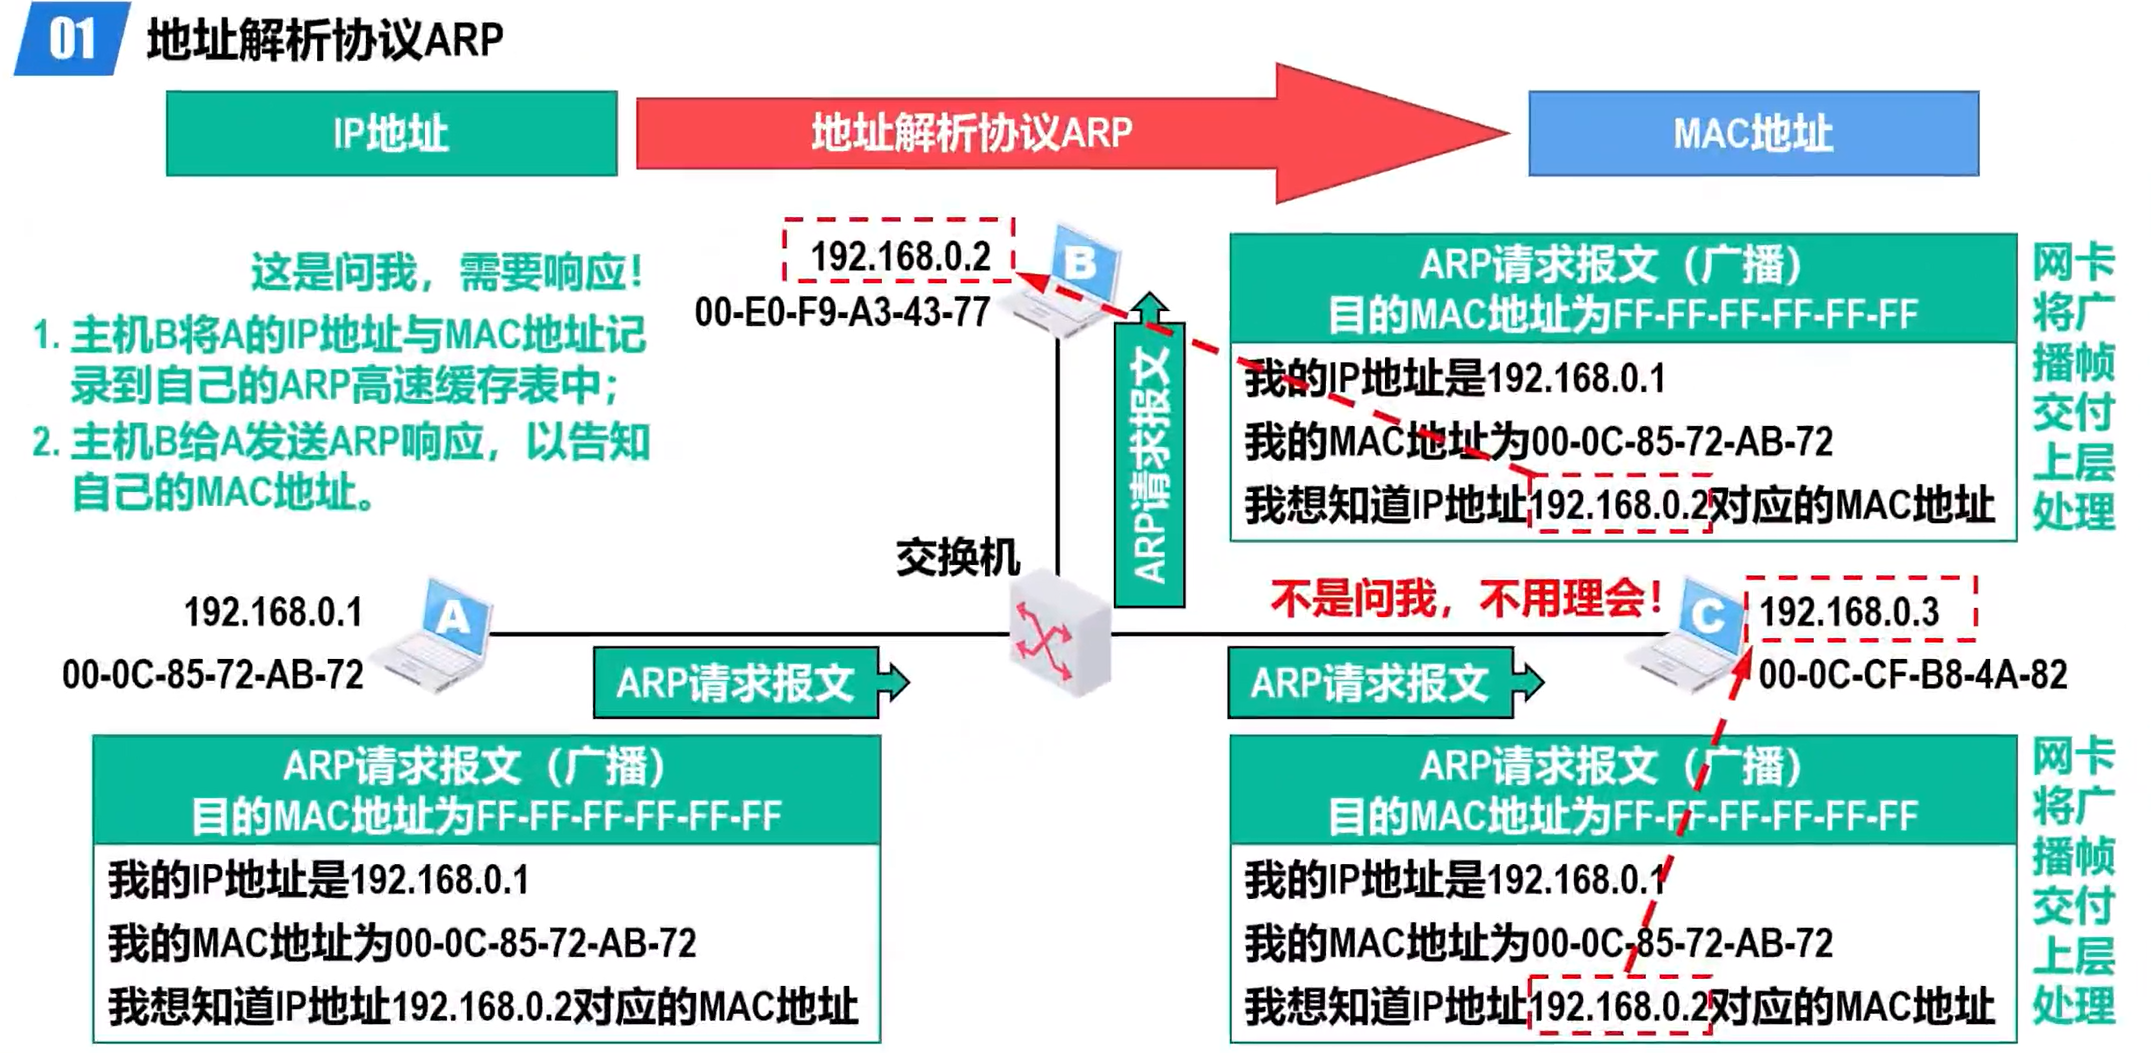 01 地址解析协议ARP
IP地址
地址解析协议ARP
MAC地址
这是问我，需要响应！
1. 主机B将A的IP地址与MAC地址记
录到自己的ARP高速缓存表中；
2. 主机B给A发送ARP响应，以告知
自己的MAC地址。
192.168.0.2
00-E0-F9-A3-43-77
B
ARP请求报文
ARP请求报文（广播）
目的MAC地址为FF-FF-FF-FF-FF-FF
我的IP地址是192.168.0.1
我的MAC地址为00-0C-85-72-AB-72
我想知道IP地址192.168.0.2对应的MAC地址
网卡
将广
播帧
交付
上层
处理
交换机
192.168.0.1
00-0C-85-72-AB-72
A
ARP请求报文
不是问我，不用理会！
ARP请求报文
C
192.168.0.3
00-0C-CF-B8-4A-82
ARP请求报文（广播）
目的MAC地址为FF-FF-FF-FF-FF-FF
我的IP地址是192.168.0.1
我的MAC地址为00-0C-85-72-AB-72
我想知道IP地址192.168.0.2对应的MAC地址
ARP请求报文（广播）
目的MAC地址为FF-FF-FF-FF-FF-FF
我的IP地址是192.168.0.1
我的MAC地址为00-0C-85-72-AB-72
我想知道IP地址192.168.0.2对应的MAC地址
网卡
将广
播帧
交付
上层
处理